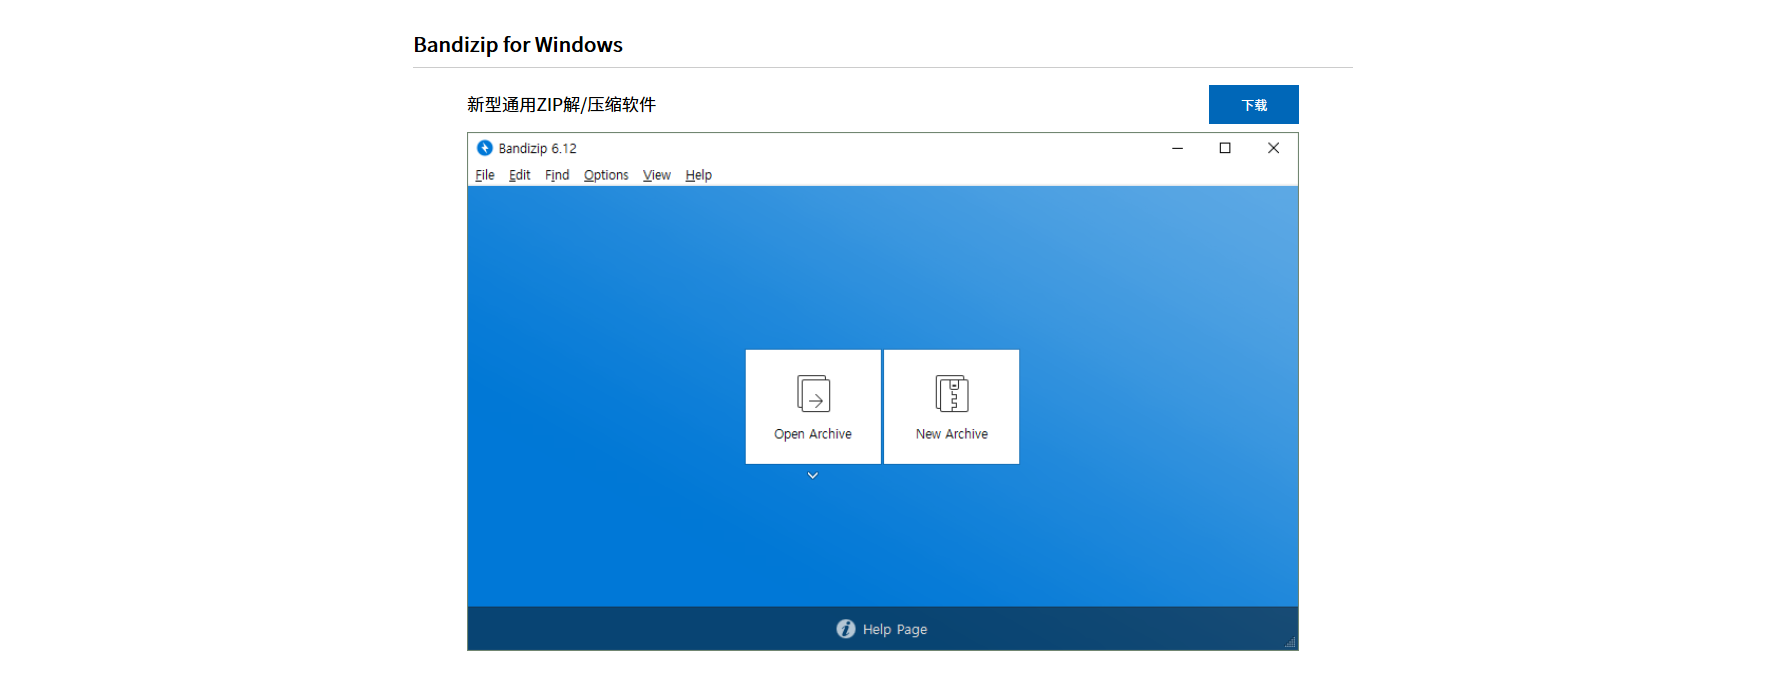 Bandizip for Windows
新型通用ZIP解/压缩软件
下载
Bandizip 6.12
File Edit Find Options View Help
Open Archive New Archive
Help Page